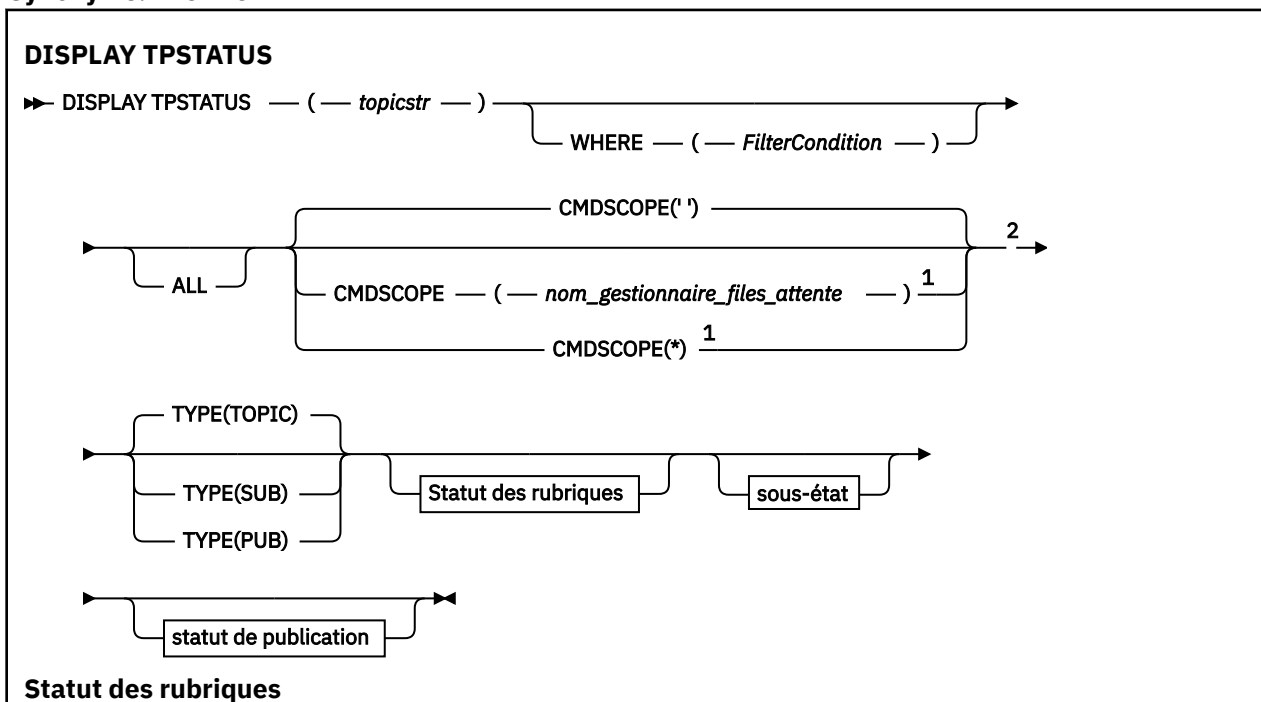 DISPLAY TPSTATUS
DISPLAY TPSTATUS ( topicstr )
WHERE ( FilterCondition )
CMDSCOPE(' ')
2
ALL
CMDSCOPE ( nom_gestionnaire_files_attente ) 1
CMDSCOPE(*) 1
TYPE(TOPIC)
TYPE(SUB)
Statut des rubriques
sous-état
TYPE(PUB)
statut de publication
Statut des rubriques